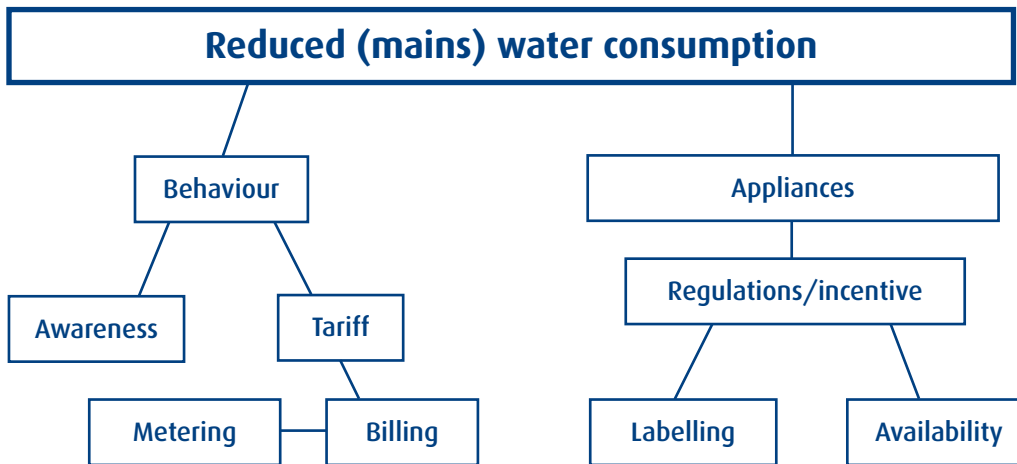 Reduced (mains) water consumption
Behaviour
Appliances
Awareness
Tariff
Regulations/incentive
Metering
Billing
Labelling
Availability